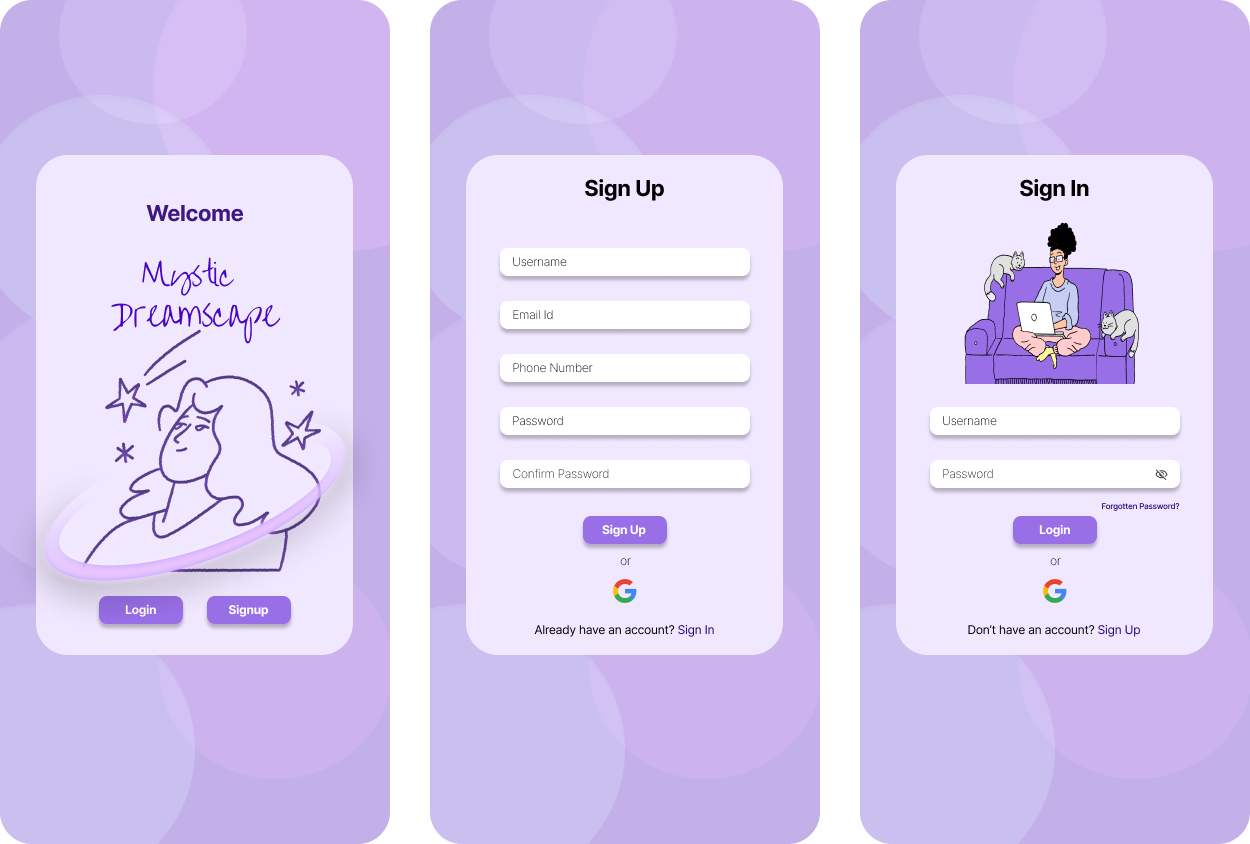 Welcome
Mystic
Dreamscape
Login
Signup
Sign Up
Username
Email Id
Phone Number
Password
Confirm Password
Sign Up
or
Already have an account? Sign In
Sign In
Username
Password
Forgotten Password?
Login
or
Don't have an account? Sign Up